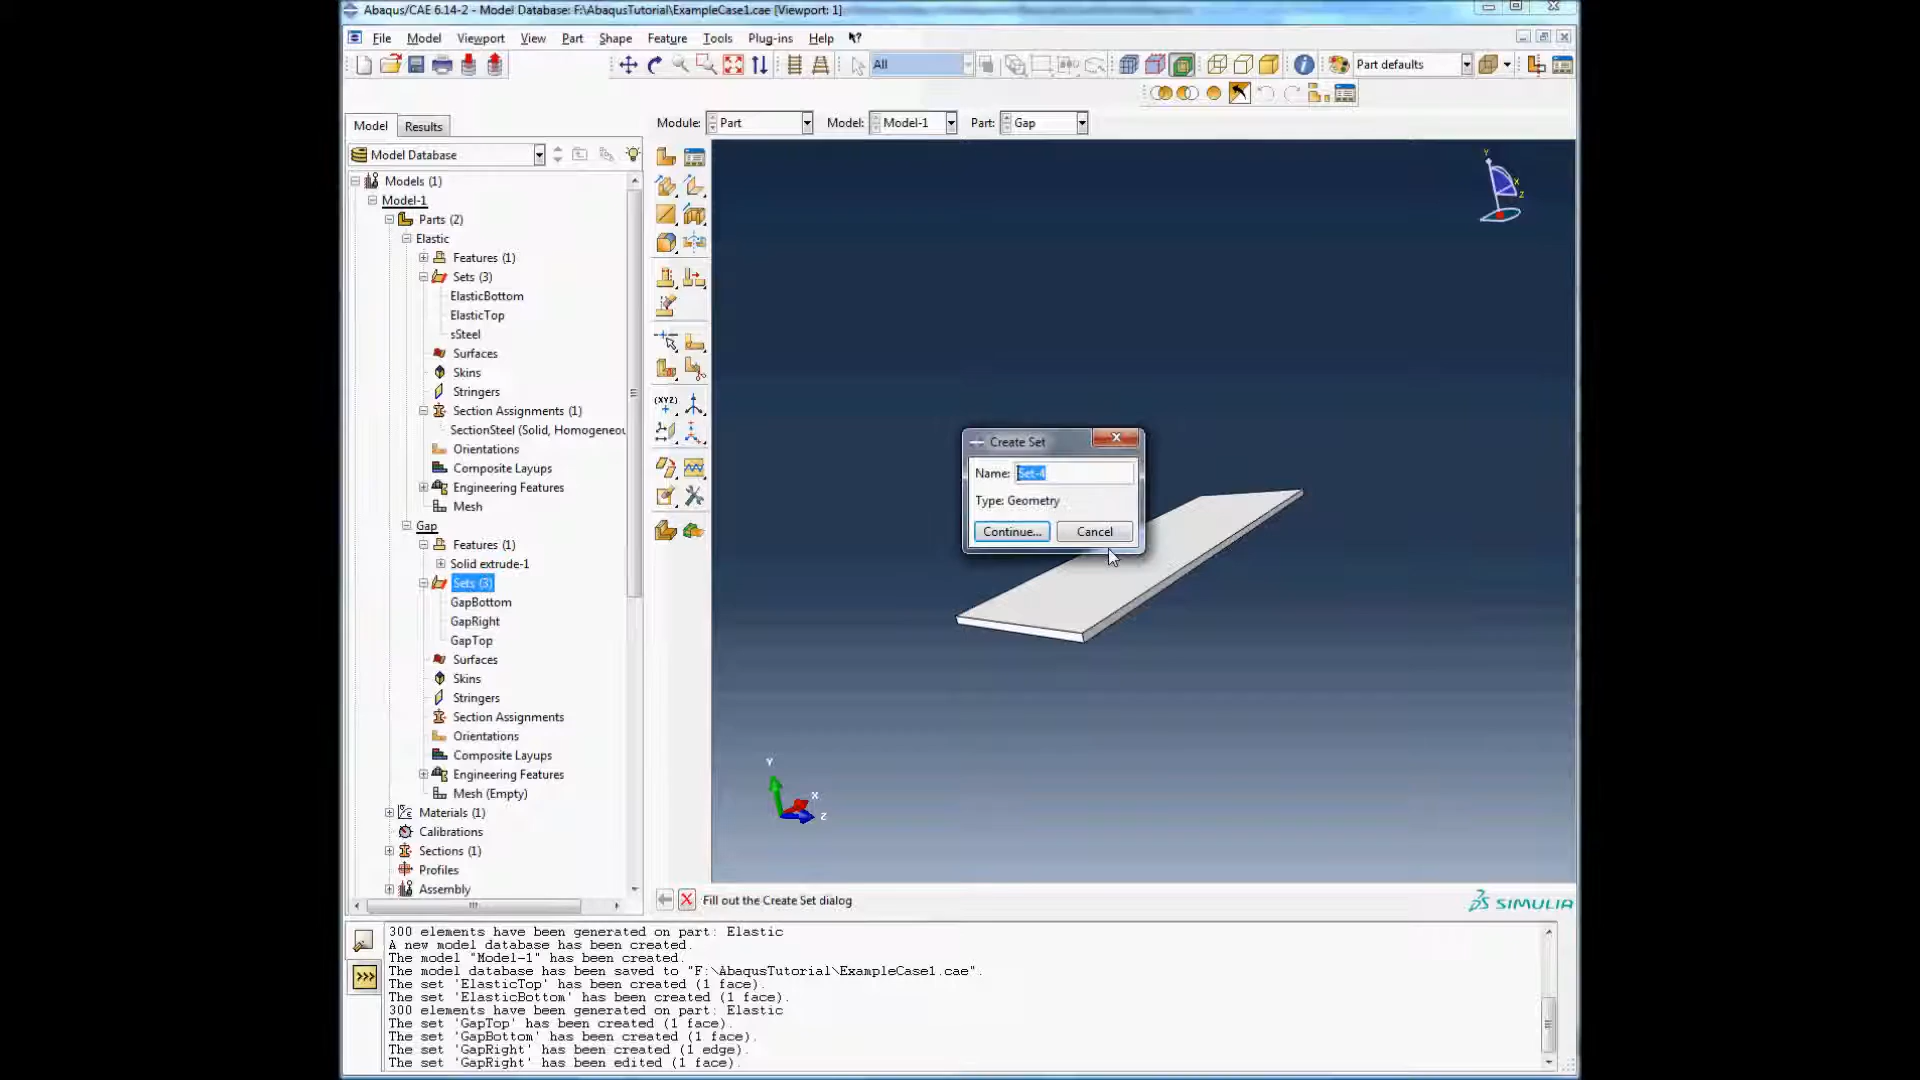 Abaqus/CAE 6.14-2 - Model Database: F:\AbaqusTutorial\ExampleCase1.cae [Viewport: 1]
File Model Viewport View Part Shape Feature Tools Plug-ins Help
All
Part defaults
Model Results
Module: Part Model: Model-1 Part: Gap
Model Database
Models (1)
Model-1
Parts (2)
Elastic
Features (1)
Sets (3)
ElasticBottom
ElasticTop
sSteel
Surfaces
Skins
Stringers
Section Assignments (1)
SectionSteel (Solid, Homogeneou
Orientations
Composite Layups
Engineering Features
Mesh
Gap
Features (1)
Solid extrude-1
Sets (3)
GapBottom
GapRight
GapTop
Surfaces
Skins
Stringers
Section Assignments
Orientations
Composite Layups
Engineering Features
Mesh (Empty)
Materials (1)
Calibrations
Sections (1)
Profiles
Assembly
(XYZ)
Y
X
Z
Create Set
Name: Set-4
Type: Geometry
Continue... Cancel
Y
X
Z
Fill out the Create Set dialog
SIMULIA
300 elements have been generated on part: Elastic
A new model database has been created.
The model "Model-1" has been created.
The model database has been saved to "F:\AbaqusTutorial\ExampleCase1.cae".
The set 'ElasticTop' has been created (1 face).
The set 'ElasticBottom' has been created (1 face).
300 elements have been generated on part: Elastic
The set 'GapTop' has been created (1 face).
The set 'GapBottom' has been created (1 face).
The set 'GapRight' has been created (1 edge).
The set 'GapRight' has been edited (1 face).
>>>